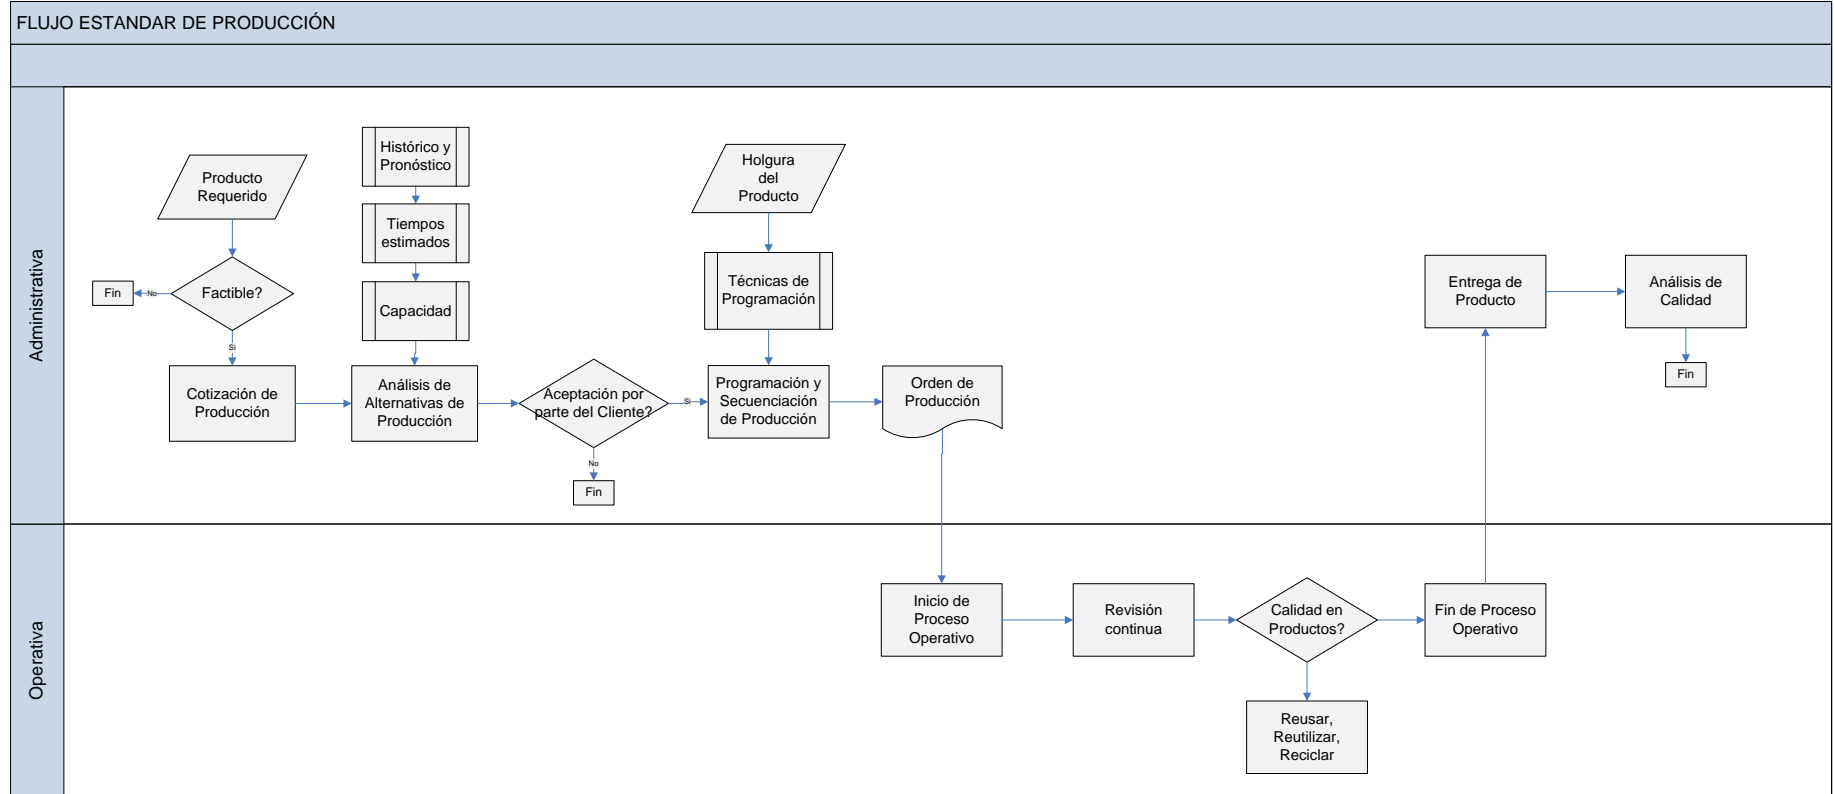 FLUJO ESTANDAR DE PRODUCCIÓN
Administrativa
Producto
Requerido
Factible?
No
Fin
Si
Cotización de
Producción
Histórico y
Pronóstico
Tiempos
estimados
Capacidad
Análisis de
Alternativas de
Producción
Aceptación por
parte del Cliente?
No
Fin
Si
Holgura
del
Producto
Técnicas de
Programación
Programación y
Secuenciación
de Producción
Orden de
Producción
Entrega de
Producto
Análisis de
Calidad
Fin
Operativa
Inicio de
Proceso
Operativo
Revisión
continua
Calidad en
Productos?
Fin de Proceso
Operativo
Reusar,
Reutilizar,
Reciclar